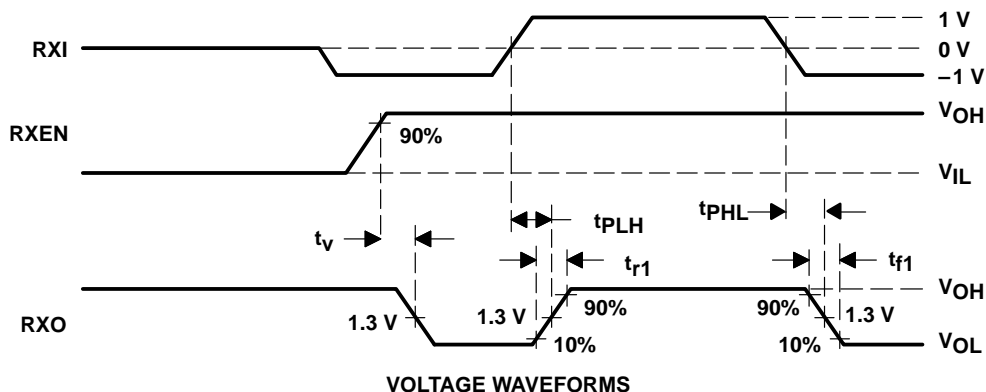 1 V
RXI
0 V
–1 V
VOH
RXEN
90%
VIL
tPLH
tPHL
tv
tr1
tf1
VOH
90%
90%
RXO
1.3 V
1.3 V
1.3 V
10%
10%
VOL
VOLTAGE WAVEFORMS